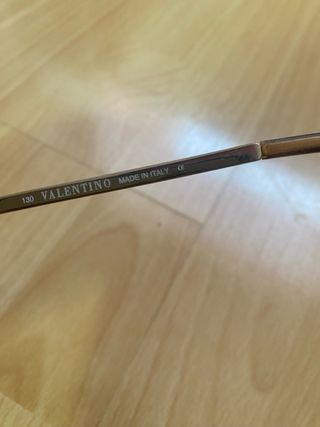 130 VALENTINO MADE IN ITALY CE